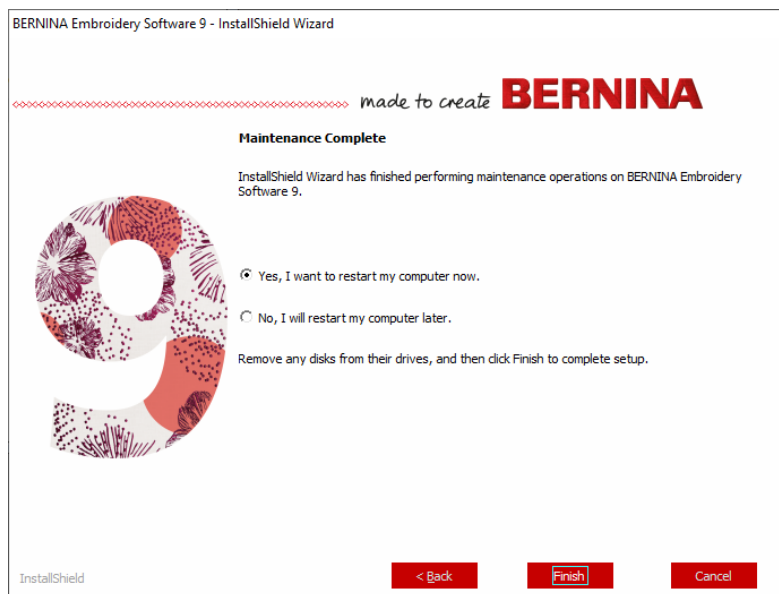 BERNINA Embroidery Software 9 - InstallShield Wizard
made to create BERNINA
Maintenance Complete
InstallShield Wizard has finished performing maintenance operations on BERNINA Embroidery
Software 9.
9
Yes, I want to restart my computer now.
No, I will restart my computer later.
Remove any disks from their drives, and then click Finish to complete setup.
InstallShield
< Back
Finish
Cancel